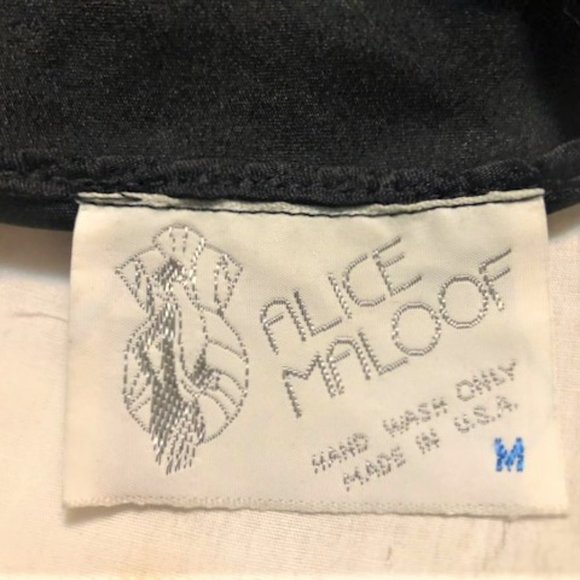 ALICE
MALOOF
HAND WASH ONLY
MADE IN U.S.A.
M